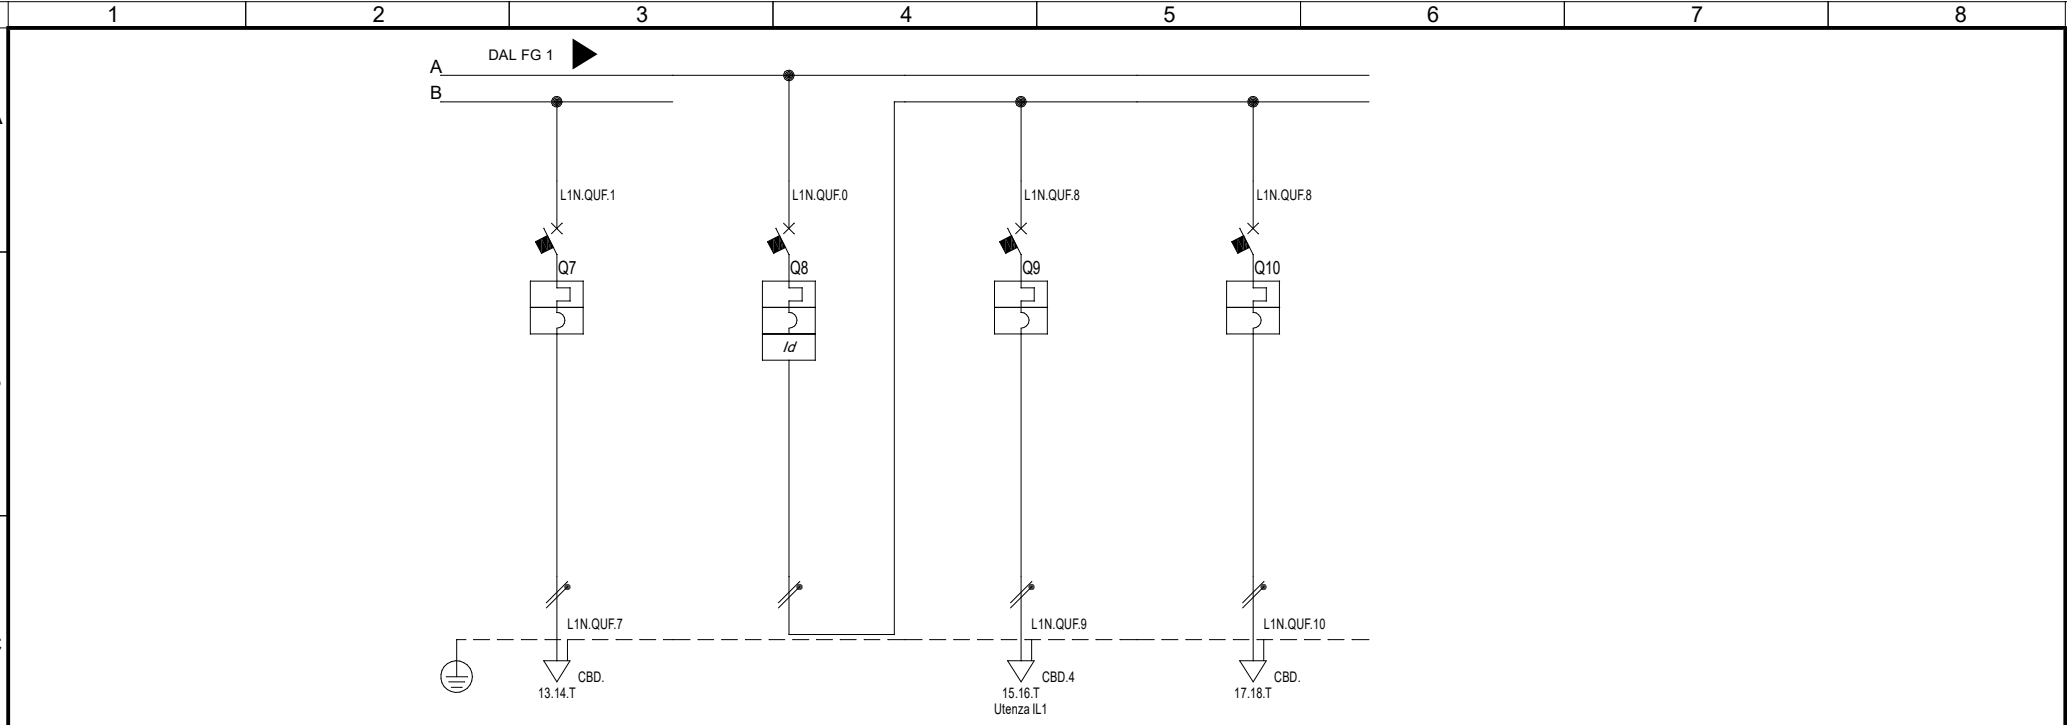 1 2 3 4 5 6 7 8
DAL FG 1
A
B
L1N.QUF.1 L1N.QUF.0 L1N.QUF.8 L1N.QUF.8
Q7 Q8 Q9 Q10
Id
L1N.QUF.7 L1N.QUF.9 L1N.QUF.10
CBD. CBD.4 CBD.
13.14.T 15.16.T 17.18.T
Utenza IL1